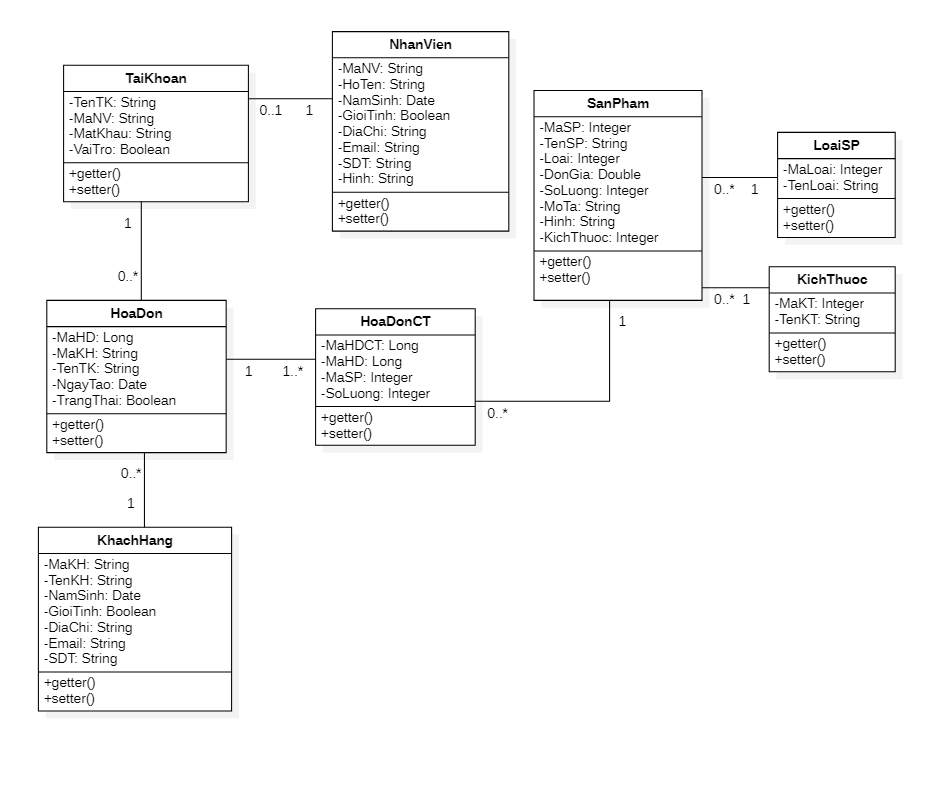 TaiKhoan
-TenTK: String
-MaNV: String
-MatKhau: String
-VaiTro: Boolean
+getter()
+setter()
0..1
1
NhanVien
-MaNV: String
-HoTen: String
-NamSinh: Date
-GioiTinh: Boolean
-DiaChi: String
-Email: String
-SDT: String
-Hinh: String
+getter()
+setter()
SanPham
-MaSP: Integer
-TenSP: String
-Loai: Integer
-DonGia: Double
-SoLuong: Integer
-MoTa: String
-Hinh: String
-KichThuoc: Integer
+getter()
+setter()
0..*
1
LoaiSP
-MaLoai: Integer
-TenLoai: String
+getter()
+setter()
0..*
1
KichThuoc
-MaKT: Integer
-TenKT: String
+getter()
+setter()
1
0..*
HoaDon
-MaHD: Long
-MaKH: String
-TenTK: String
-NgayTao: Date
-TrangThai: Boolean
+getter()
+setter()
1
1..*
HoaDonCT
-MaHDCT: Long
-MaHD: Long
-MaSP: Integer
-SoLuong: Integer
+getter()
+setter()
1
0..*
0..*
1
KhachHang
-MaKH: String
-TenKH: String
-NamSinh: Date
-GioiTinh: Boolean
-DiaChi: String
-Email: String
-SDT: String
+getter()
+setter()